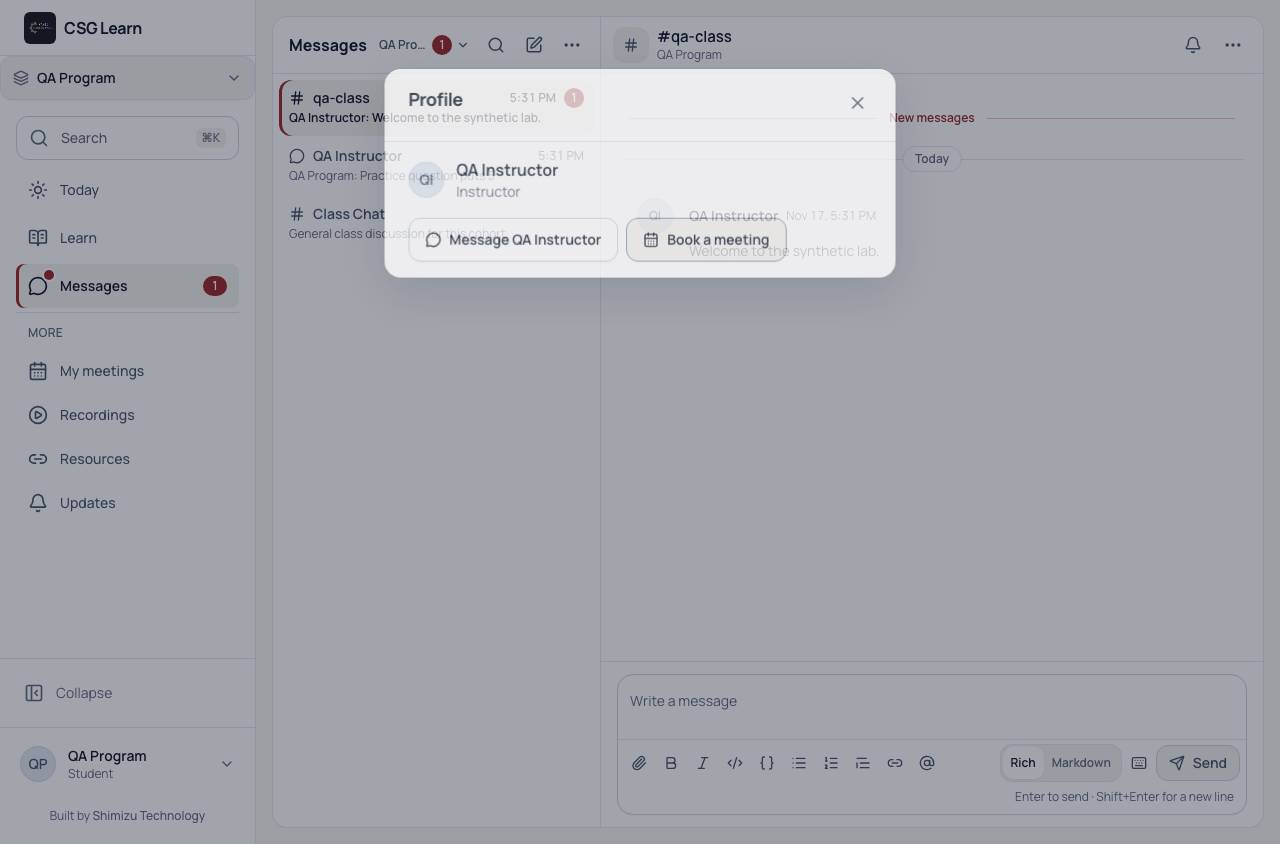 CSG Learn
QA Program
Search ⌘K
Today
Learn
Messages 1
MORE
My meetings
Recordings
Resources
Updates
Collapse
QP
QA Program
Student
Built by Shimizu Technology
Messages QA Pro... 1
# qa-class 5:31 PM 1
QA Instructor: Welcome to the synthetic lab.
QA Instructor 5:31 PM
QA Program: Practice question
# Class Chat
General class discussion for this cohort
#qa-class
QA Program
New messages
Today
QI
QA Instructor Nov 17, 5:31 PM
Welcome to the synthetic lab.
Profile
QI
QA Instructor
Instructor
Message QA Instructor
Book a meeting
Write a message
Rich
Markdown
Send
Enter to send · Shift+Enter for a new line